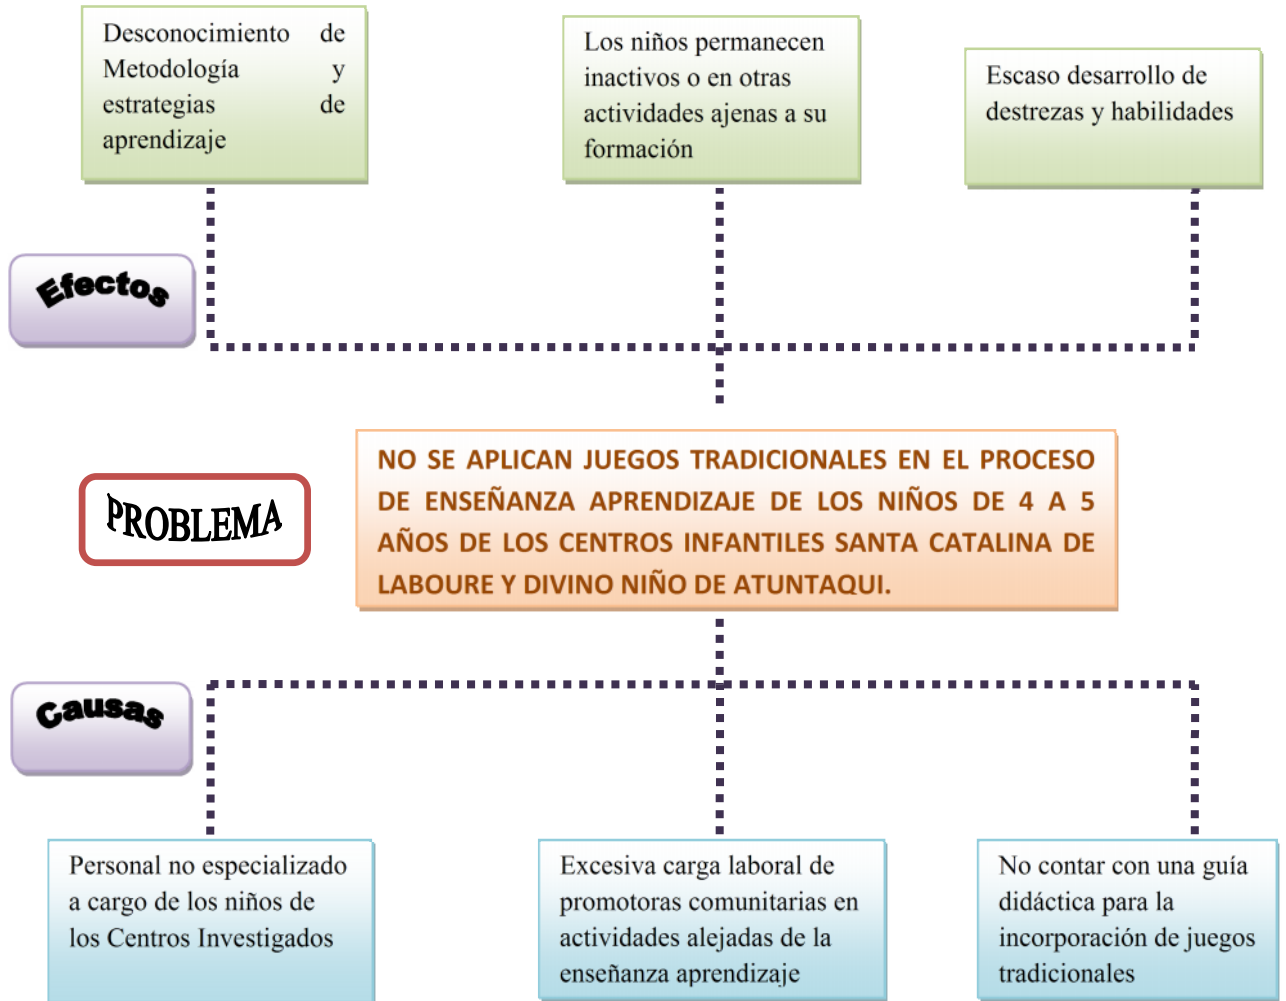 Desconocimiento de
Metodología y
estrategias de
aprendizaje
Los niños permanecen
inactivos o en otras
actividades ajenas a su
formación
Escaso desarrollo de
destrezas y habilidades
Efectos
PROBLEMA
NO SE APLICAN JUEGOS TRADICIONALES EN EL PROCESO
DE ENSEÑANZA APRENDIZAJE DE LOS NIÑOS DE 4 A 5
AÑOS DE LOS CENTROS INFANTILES SANTA CATALINA DE
LABOURE Y DIVINO NIÑO DE ATUNTAQUI.
Causas
Personal no especializado
a cargo de los niños de
los Centros Investigados
Excesiva carga laboral de
promotoras comunitarias en
actividades alejadas de la
enseñanza aprendizaje
No contar con una guía
didáctica para la
incorporación de juegos
tradicionales